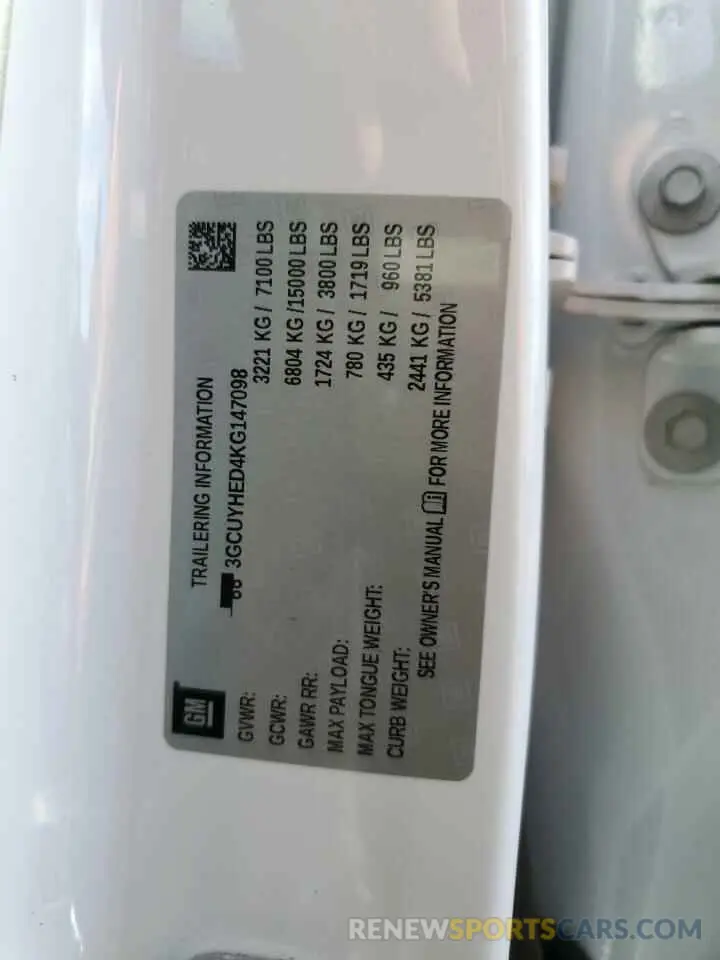 GM
TRAILERING INFORMATION
3GCUYHED4KG147098
GVWR: 3221 KG / 7100 LBS
GCWR: 6804 KG /15000 LBS
GAWR RR: 1724 KG / 3800 LBS
MAX PAYLOAD: 780 KG / 1719 LBS
MAX TONGUE WEIGHT: 435 KG / 960 LBS
CURB WEIGHT: 2441 KG / 5381 LBS
SEE OWNER'S MANUAL FOR MORE INFORMATION
RENEWSPORTSCARS.COM